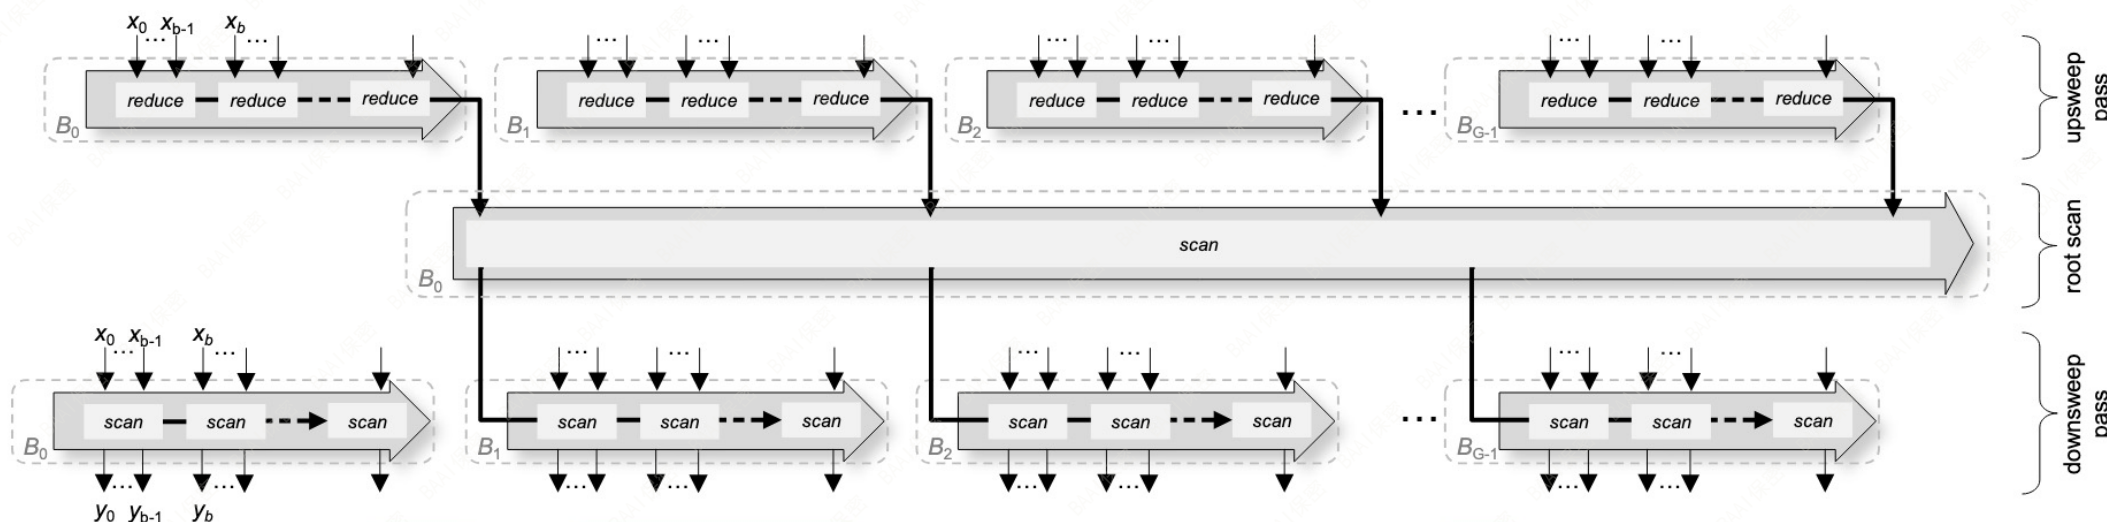 x0 xb-1 xb
... ... ... ... ... ... ... ...
reduce reduce reduce reduce reduce reduce reduce reduce reduce ... reduce reduce reduce
B0 B1 B2 BG-1
upsweep pass
scan
B0
root scan
x0 xb-1 xb
... ... ... ... ... ... ... ...
scan scan scan scan scan scan scan scan scan ... scan scan scan
B0 B1 B2 BG-1
... ... ... ... ... ... ... ...
y0 yb-1 yb
downsweep pass